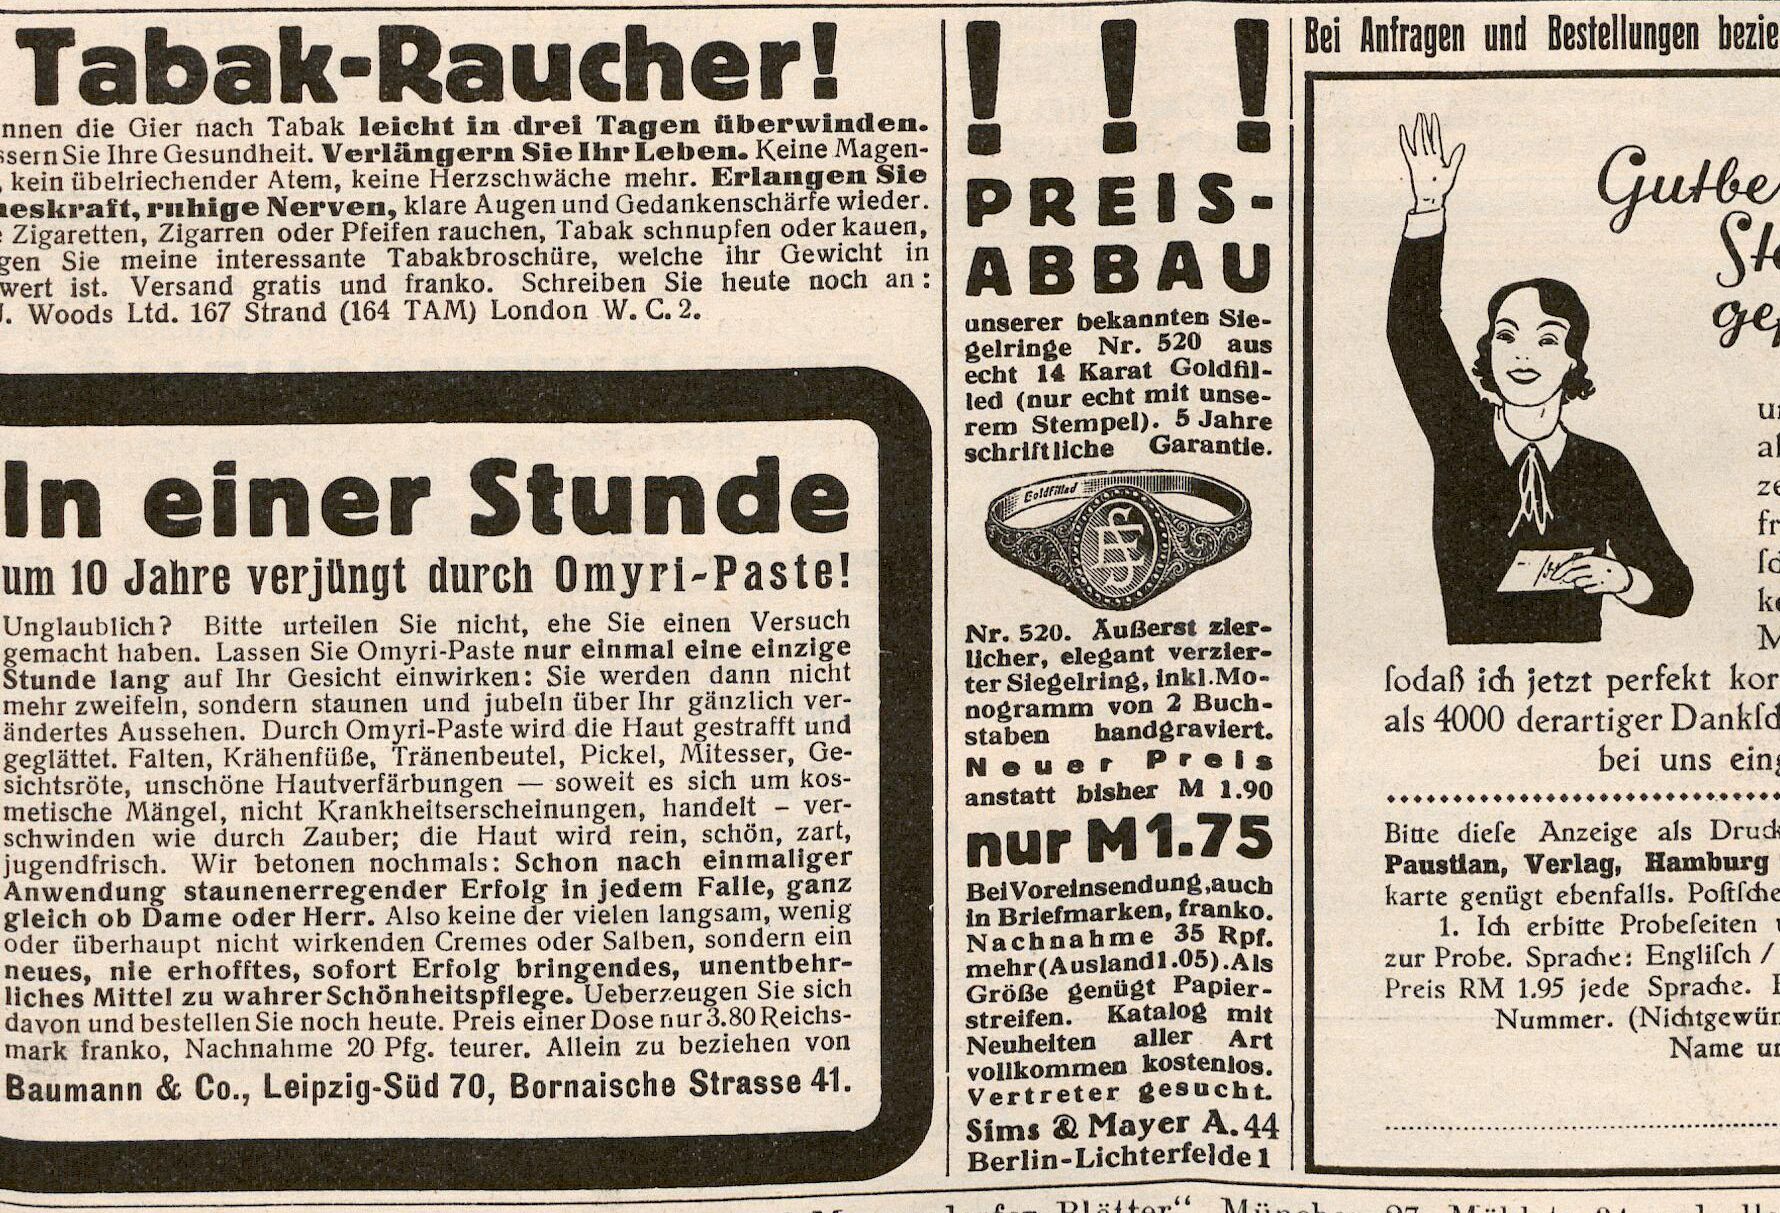 Tabak-Raucher!
nnen die Gier nach Tabak leicht in drei Tagen überwinden.
ssern Sie Ihre Gesundheit. Verlängern Sie Ihr Leben. Keine Magen-
, kein übelriechender Atem, keine Herzschwäche mehr. Erlangen Sie
neskraft, ruhige Nerven, klare Augen und Gedankenschärfe wieder.
e Zigaretten, Zigarren oder Pfeifen rauchen, Tabak schnupfen oder kauen,
gen Sie meine interessante Tabakbroschüre, welche ihr Gewicht in
wert ist. Versand gratis und franko. Schreiben Sie heute noch an:
J. Woods Ltd. 167 Strand (164 TAM) London W. C. 2.
In einer Stunde
um 10 Jahre verjüngt durch Omyri-Paste!
Unglaublich? Bitte urteilen Sie nicht, ehe Sie einen Versuch
gemacht haben. Lassen Sie Omyri-Paste nur einmal eine einzige
Stunde lang auf Ihr Gesicht einwirken: Sie werden dann nicht
mehr zweifeln, sondern staunen und jubeln über Ihr gänzlich ver-
ändertes Aussehen. Durch Omyri-Paste wird die Haut gestrafft und
geglättet. Falten, Krähenfüße, Tränenbeutel, Pickel, Mitesser, Ge-
sichtsröte, unschöne Hautverfärbungen — soweit es sich um kos-
metische Mängel, nicht Krankheitserscheinungen, handelt – ver-
schwinden wie durch Zauber; die Haut wird rein, schön, zart,
jugendfrisch. Wir betonen nochmals: Schon nach einmaliger
Anwendung staunenerregender Erfolg in jedem Falle, ganz
gleich ob Dame oder Herr. Also keine der vielen langsam, wenig
oder überhaupt nicht wirkenden Cremes oder Salben, sondern ein
neues, nie erhofftes, sofort Erfolg bringendes, unentbehr-
liches Mittel zu wahrer Schönheitspflege. Ueberzeugen Sie sich
davon und bestellen Sie noch heute. Preis einer Dose nur 3.80 Reichs-
mark franko, Nachnahme 20 Pfg. teurer. Allein zu beziehen von
Baumann & Co., Leipzig-Süd 70, Bornaische Strasse 41.
! ! !
PREIS-
ABBAU
unserer bekannten Sie-
gelringe Nr. 520 aus
echt 14 Karat Goldfil-
led (nur echt mit unse-
rem Stempel). 5 Jahre
schriftliche Garantie.
Goldfilled
Nr. 520. Äußerst zier-
licher, elegant verzier-
ter Siegelring, inkl. Mo-
nogramm von 2 Buch-
staben handgraviert.
Neuer Preis
anstatt bisher M 1.90
nur M 1.75
Bei Voreinsendung, auch
in Briefmarken, franko.
Nachnahme 35 Rpf.
mehr (Ausland 1.05). Als
Größe genügt Papier-
streifen. Katalog mit
Neuheiten aller Art
vollkommen kostenlos.
Vertreter gesucht.
Sims & Mayer A. 44
Berlin-Lichterfelde 1
Bei Anfragen und Bestellungen bezie
Gutbe
Ste
gep
un
al
ze
fr
ſo
ke
M
ſodaß ich jetzt perfekt kor
als 4000 derartiger Dankſch
bei uns eing
Bitte dieſe Anzeige als Druck
Paustian, Verlag, Hamburg
karte genügt ebenfalls. Poſtſche
1. Ich erbitte Probeſeiten
zur Probe. Sprache: Engliſch /
Preis RM 1.95 jede Sprache.
Nummer. (Nichtgewün
Name un
Blätter“, München 27, Möhlstr.